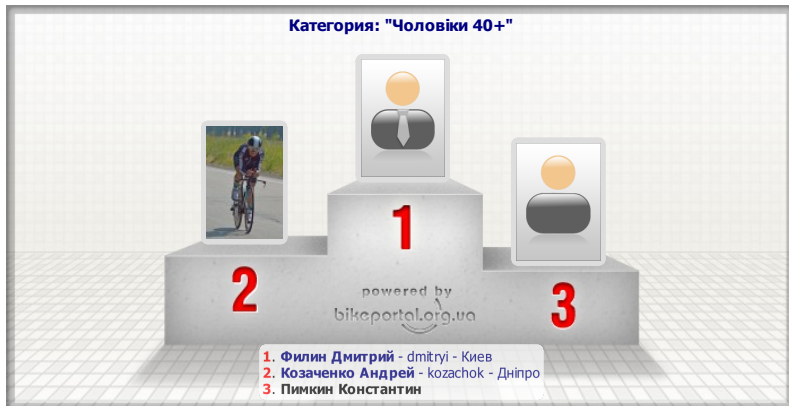 Категория: "Чоловіки 40+"
1
2
3
powered by
bikeportal.org.ua
1. Филин Дмитрий - dmitryi - Киев
2. Козаченко Андрей - kozachok - Дніпро
3. Пимкин Константин